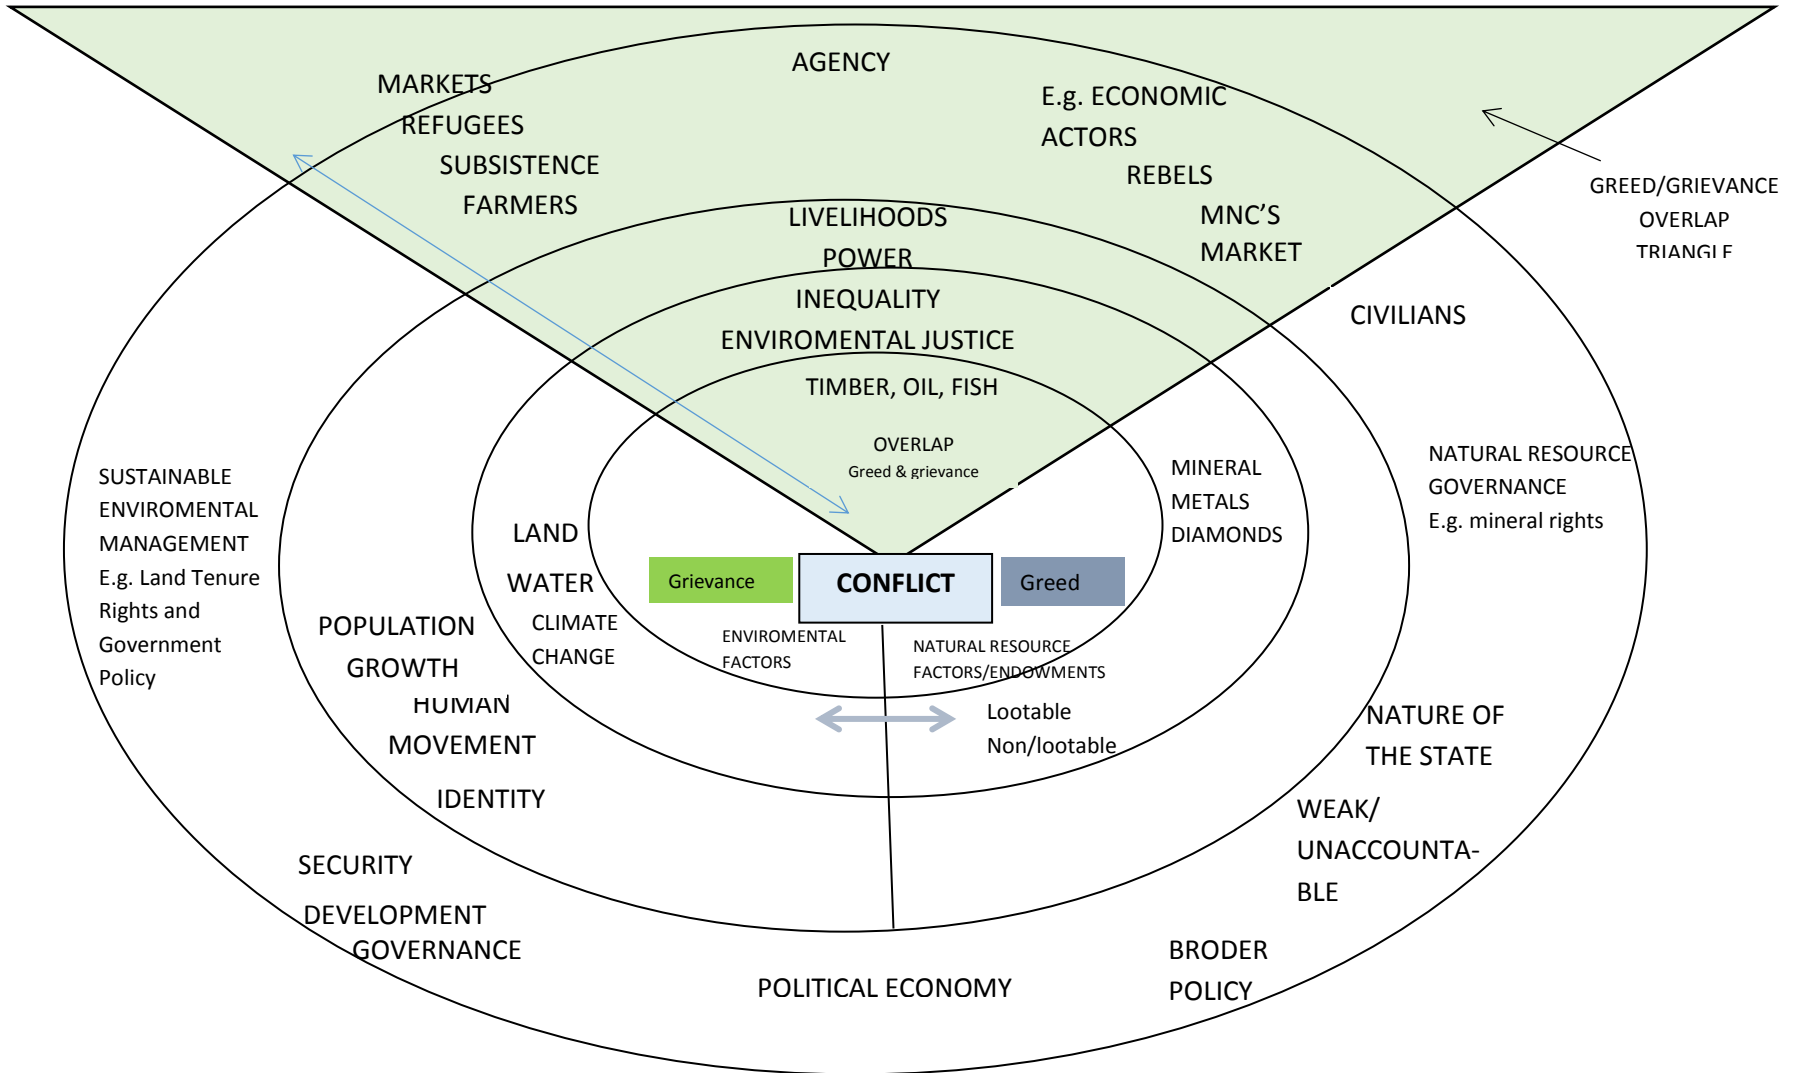 AGENCY
MARKETS
REFUGEES
SUBSISTENCE
FARMERS
E.g. ECONOMIC
ACTORS
REBELS
MNC’S
MARKET
GREED/GRIEVANCE
OVERLAP
TRIANGLE
LIVELIHOODS
POWER
INEQUALITY
ENVIROMENTAL JUSTICE
TIMBER, OIL, FISH
OVERLAP
Greed & grievance
CIVILIANS
NATURAL RESOURCE
GOVERNANCE
E.g. mineral rights
MINERAL
METALS
DIAMONDS
SUSTAINABLE
ENVIROMENTAL
MANAGEMENT
E.g. Land Tenure
Rights and
Government
Policy
LAND
WATER
CLIMATE
CHANGE
Grievance
CONFLICT
Greed
ENVIROMENTAL
FACTORS
NATURAL RESOURCE
FACTORS/ENDOWMENTS
POPULATION
GROWTH
HUMAN
MOVEMENT
IDENTITY
Lootable
Non/lootable
NATURE OF
THE STATE
WEAK/
UNACCOUNTA-
BLE
SECURITY
DEVELOPMENT
GOVERNANCE
POLITICAL ECONOMY
BRODER
POLICY